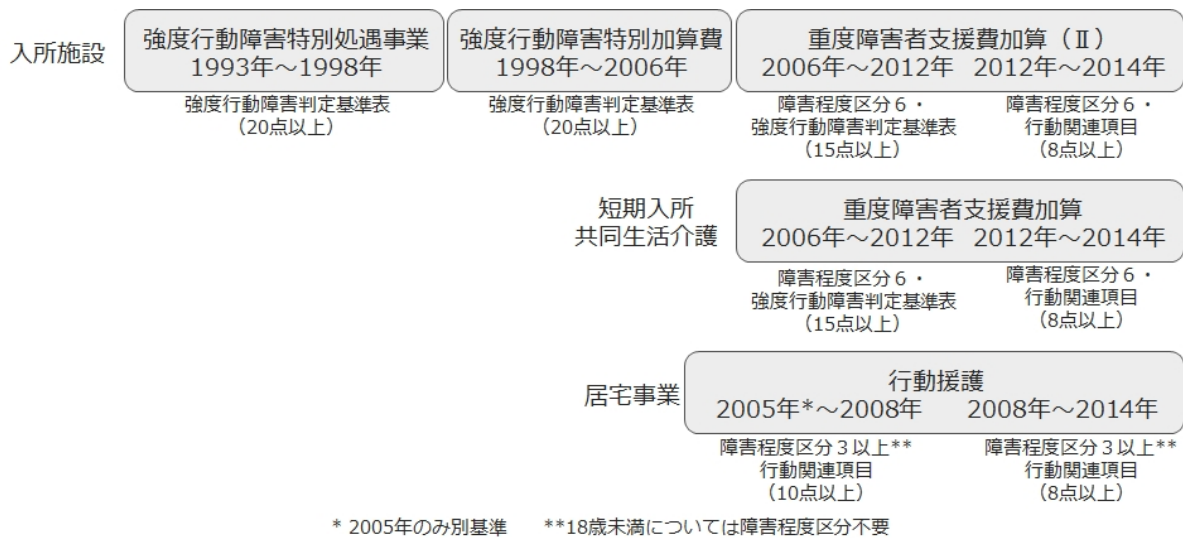 入所施設
強度行動障害特別処遇事業
1993年～1998年
強度行動障害判定基準表
（20点以上）
強度行動障害特別加算費
1998年～2006年
強度行動障害判定基準表
（20点以上）
重度障害者支援費加算（Ⅱ）
2006年～2012年 2012年～2014年
障害程度区分６・
強度行動障害判定基準表
（15点以上）
障害程度区分６・
行動関連項目
（8点以上）
短期入所
共同生活介護
重度障害者支援費加算
2006年～2012年 2012年～2014年
障害程度区分６・
強度行動障害判定基準表
（15点以上）
障害程度区分６・
行動関連項目
（8点以上）
居宅事業
行動援護
2005年*～2008年 2008年～2014年
障害程度区分３以上**
行動関連項目
（10点以上）
障害程度区分３以上**
行動関連項目
（8点以上）
* 2005年のみ別基準 **18歳未満については障害程度区分不要